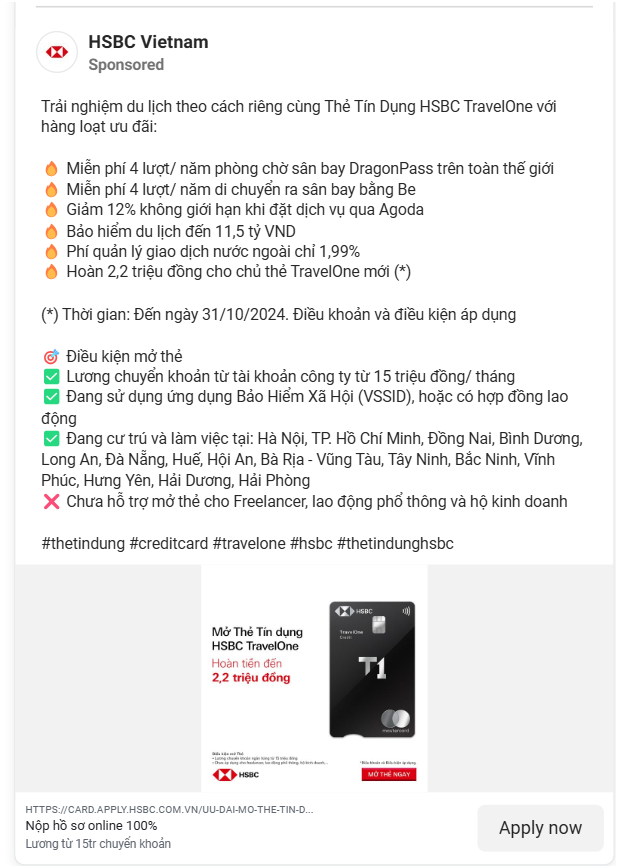 HSBC Vietnam
Sponsored
Trải nghiệm du lịch theo cách riêng cùng Thẻ Tín Dụng HSBC TravelOne với
hàng loạt ưu đãi:
🔥 Miễn phí 4 lượt/ năm phòng chờ sân bay DragonPass trên toàn thế giới
🔥 Miễn phí 4 lượt/ năm di chuyển ra sân bay bằng Be
🔥 Giảm 12% không giới hạn khi đặt dịch vụ qua Agoda
🔥 Bảo hiểm du lịch đến 11,5 tỷ VND
🔥 Phí quản lý giao dịch nước ngoài chỉ 1,99%
🔥 Hoàn 2,2 triệu đồng cho chủ thẻ TravelOne mới (*)
(*) Thời gian: Đến ngày 31/10/2024. Điều khoản và điều kiện áp dụng
🎯 Điều kiện mở thẻ
✅ Lương chuyển khoản từ tài khoản công ty từ 15 triệu đồng/ tháng
✅ Đang sử dụng ứng dụng Bảo Hiểm Xã Hội (VSSID), hoặc có hợp đồng lao
động
✅ Đang cư trú và làm việc tại: Hà Nội, TP. Hồ Chí Minh, Đồng Nai, Bình Dương,
Long An, Đà Nẵng, Huế, Hội An, Bà Rịa - Vũng Tàu, Tây Ninh, Bắc Ninh, Vĩnh
Phúc, Hưng Yên, Hải Dương, Hải Phòng
❌ Chưa hỗ trợ mở thẻ cho Freelancer, lao động phổ thông và hộ kinh doanh
#thetindung #creditcard #travelone #hsbc #thetindunghsbc
Mở Thẻ Tín dụng
HSBC TravelOne
Hoàn tiền đến
2,2 triệu đồng
HSBC
TravelOne
T1
mastercard
HSBC
MỞ THẺ NGAY
HTTPS://CARD.APPLY.HSBC.COM.VN/UU-DAI-MO-THE-TIN-D...
Nộp hồ sơ online 100%
Lương từ 15tr chuyển khoản
Apply now